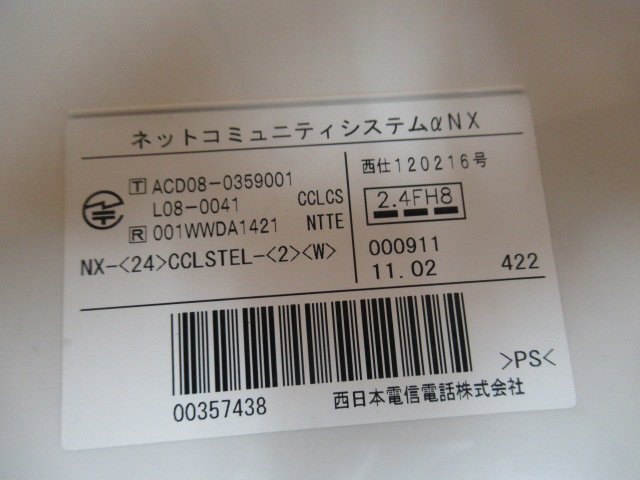 ネットコミュニティシステムαNX
T ACD08-0359001
L08-0041 CCLCS
R 001WWDA1421 NTTE
NX-<24>CCLSTEL-<2><W>
西仕120216号
2.4FH8
000911
11.02 422
>PS<
00357438 西日本電信電話株式会社